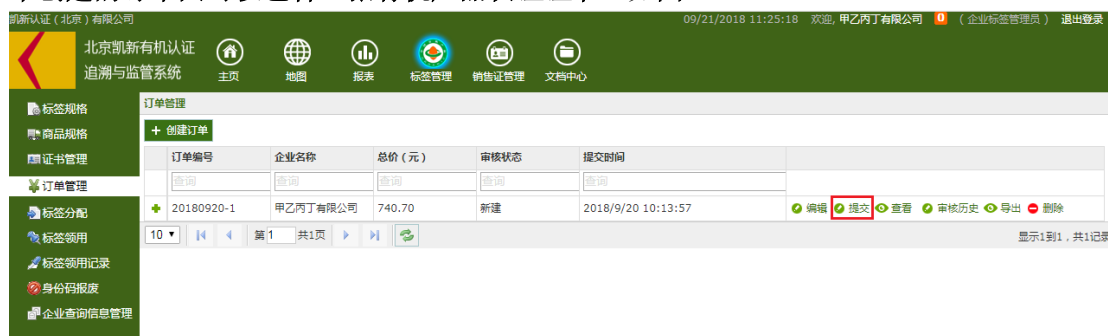 凯新认证（北京）有限公司 09/21/2018 11:25:18 欢迎, 甲乙丙丁有限公司 0 （企业标签管理员） 退出登录
北京凯新有机认证
追溯与监管系统
主页 地图 报表 标签管理 销售证管理 文档中心
标签规格
商品规格
证书管理
订单管理
标签分配
标签领用
标签领用记录
身份码报废
企业查询信息管理
订单管理
+ 创建订单
订单编号 企业名称 总价（元） 审核状态 提交时间
查询 查询 查询 查询 查询
20180920-1 甲乙丙丁有限公司 740.70 新建 2018/9/20 10:13:57 编辑 提交 查看 审核历史 导出 删除
10 第 1 共1页 显示1到1，共1记录